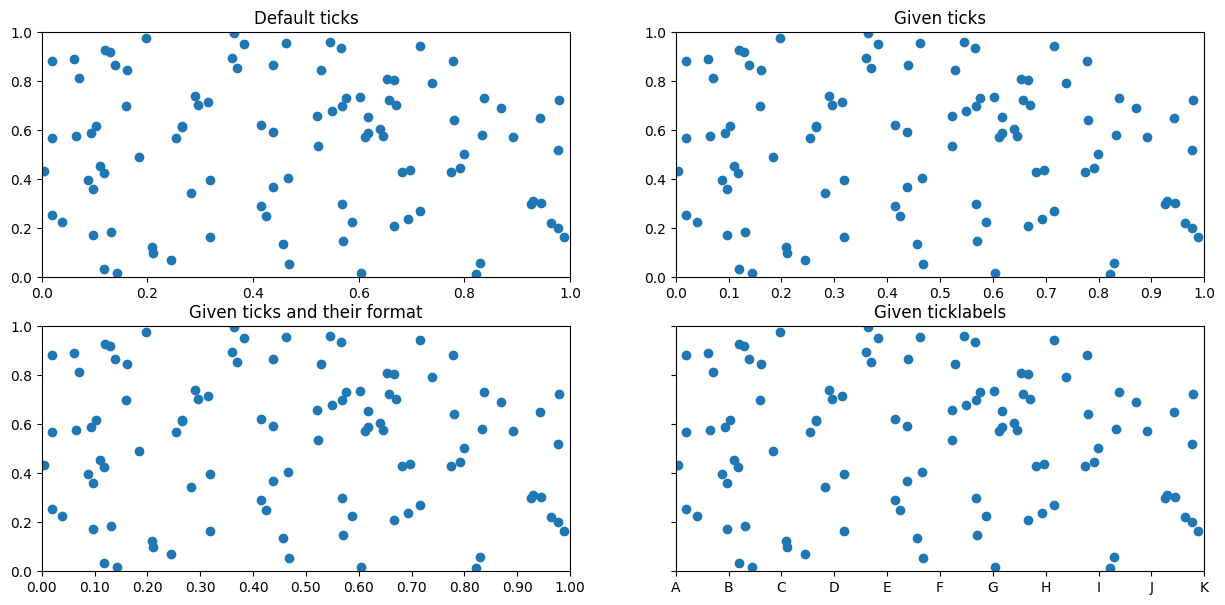 Default ticks
1.0
0.8
0.6
0.4
0.2
0.0
0.0 0.2 0.4 0.6 0.8 1.0
Given ticks
1.0
0.8
0.6
0.4
0.2
0.0
0.0 0.1 0.2 0.3 0.4 0.5 0.6 0.7 0.8 0.9 1.0
Given ticks and their format
1.0
0.8
0.6
0.4
0.2
0.0
0.00 0.10 0.20 0.30 0.40 0.50 0.60 0.70 0.80 0.90 1.00
Given ticklabels
A B C D E F G H I J K